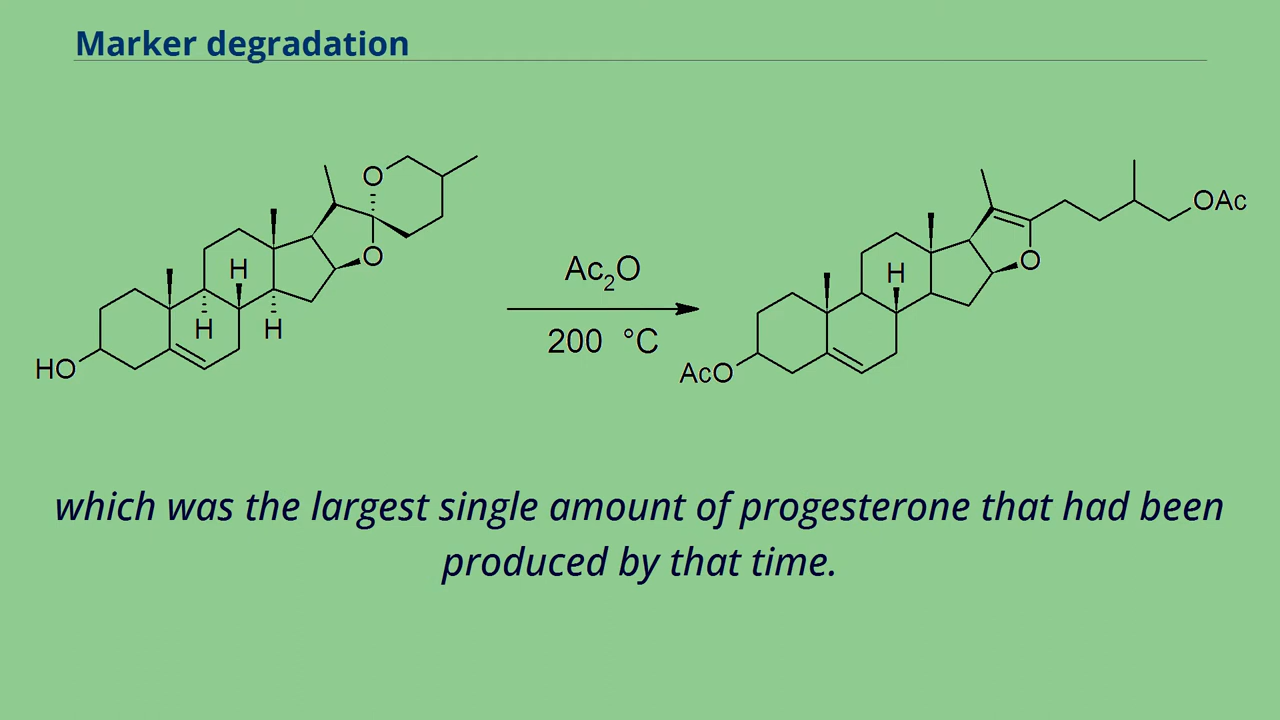 Marker degradation
O
H
O
H
H
HO
Ac2O
200 °C
OAc
O
H
AcO
which was the largest single amount of progesterone that had been
produced by that time.